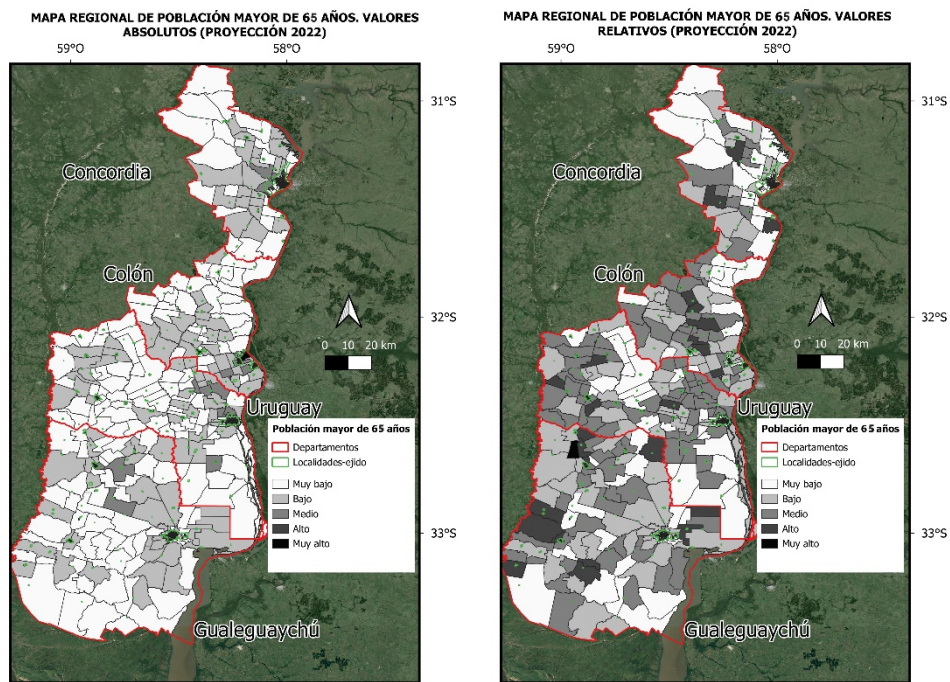 MAPA REGIONAL DE POBLACIÓN MAYOR DE 65 AÑOS. VALORES
ABSOLUTOS (PROYECCIÓN 2022)
59°O
58°O
31°S
32°S
33°S
Concordia
Colón
Uruguay
Gualeguaychú
0 10 20 km
Población mayor de 65 años
Departamentos
Localidades-ejido
Muy bajo
Bajo
Medio
Alto
Muy alto
MAPA REGIONAL DE POBLACIÓN MAYOR DE 65 AÑOS. VALORES
RELATIVOS (PROYECCIÓN 2022)
59°O
58°O
31°S
32°S
33°S
Concordia
Colón
Uruguay
Gualeguaychú
0 10 20 km
Población mayor de 65 años
Departamentos
Localidades-ejido
Muy bajo
Bajo
Medio
Alto
Muy alto